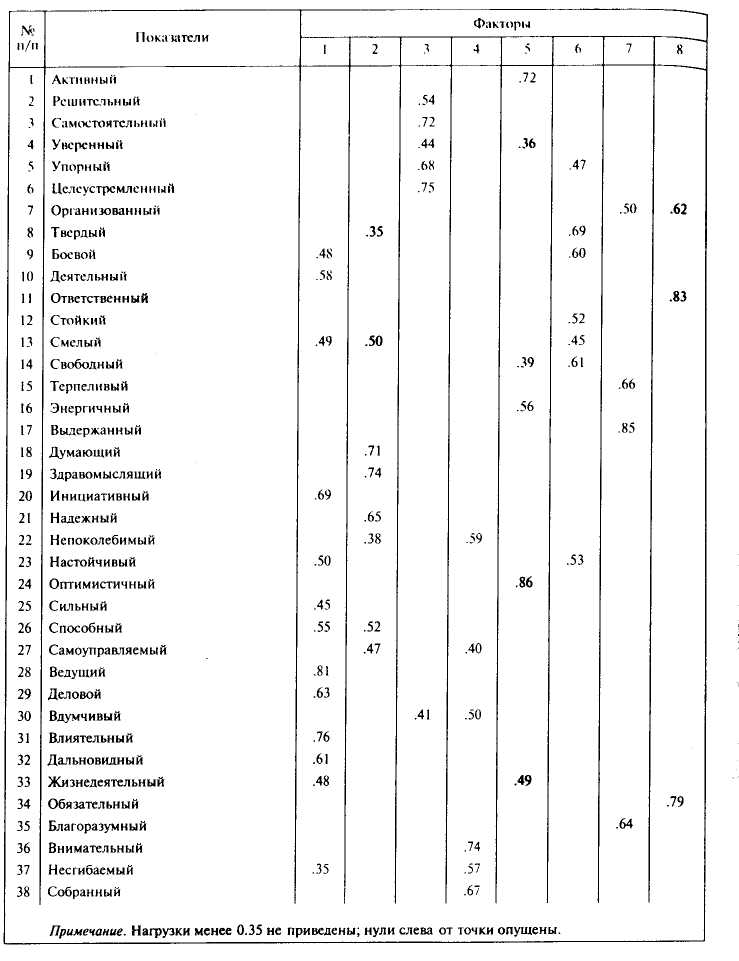 № п/п Показатели Факторы
1 2 3 4 5 6 7 8
1 Активный .72
2 Решительный .54
3 Самостоятельный .72
4 Уверенный .44 .36
5 Упорный .68 .47
6 Целеустремленный .75
7 Организованный .50 .62
8 Твердый .35 .69
9 Боевой .48 .60
10 Деятельный .58
11 Ответственный .83
12 Стойкий .52
13 Смелый .49 .50 .45
14 Свободный .39 .61
15 Терпеливый .66
16 Энергичный .56
17 Выдержанный .85
18 Думающий .71
19 Здравомыслящий .74
20 Инициативный .69
21 Надежный .65
22 Непоколебимый .38 .59
23 Настойчивый .50 .53
24 Оптимистичный .86
25 Сильный .45
26 Способный .55 .52
27 Самоуправляемый .47 .40
28 Ведущий .81
29 Деловой .63
30 Вдумчивый .41 .50
31 Влиятельный .76
32 Дальновидный .61
33 Жизнедеятельный .48 .49
34 Обязательный .79
35 Благоразумный .64
36 Внимательный .74
37 Несгибаемый .35 .57
38 Собранный .67
Примечание. Нагрузки менее 0.35 не приведены; нули слева от точки опущены.